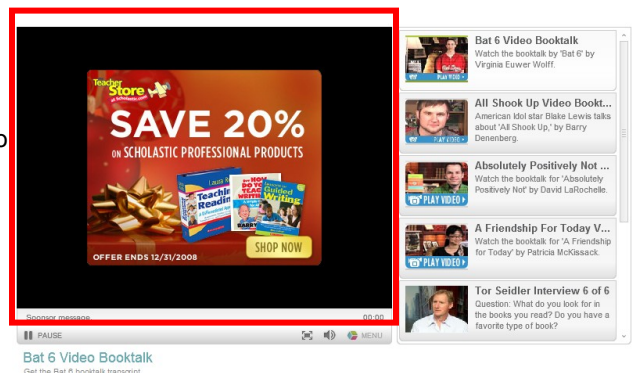 Teacher
Store
at Scholastic.com
SAVE 20%
ON SCHOLASTIC PROFESSIONAL PRODUCTS
SHOP NOW
OFFER ENDS 12/31/2008
Sponsor message. 00:00
PAUSE
MENU
Bat 6 Video Booktalk
Get the Bat 6 booktalk transcript
Bat 6 Video Booktalk
Watch the booktalk by 'Bat 6' by
Virginia Euwer Wolff.
PLAY VIDEO
All Shook Up Video Bookt...
American Idol star Blake Lewis talks
about 'All Shook Up,' by Barry
Denenberg.
PLAY VIDEO
Absolutely Positively Not ...
Watch the booktalk for 'Absolutely
Positively Not' by David LaRochelle.
PLAY VIDEO
A Friendship For Today V...
Watch the booktalk for 'A Friendship
for Today' by Patricia McKissack.
PLAY VIDEO
Tor Seidler Interview 6 of 6
Question: What do you look for in
the books you read? Do you have a
favorite type of book?